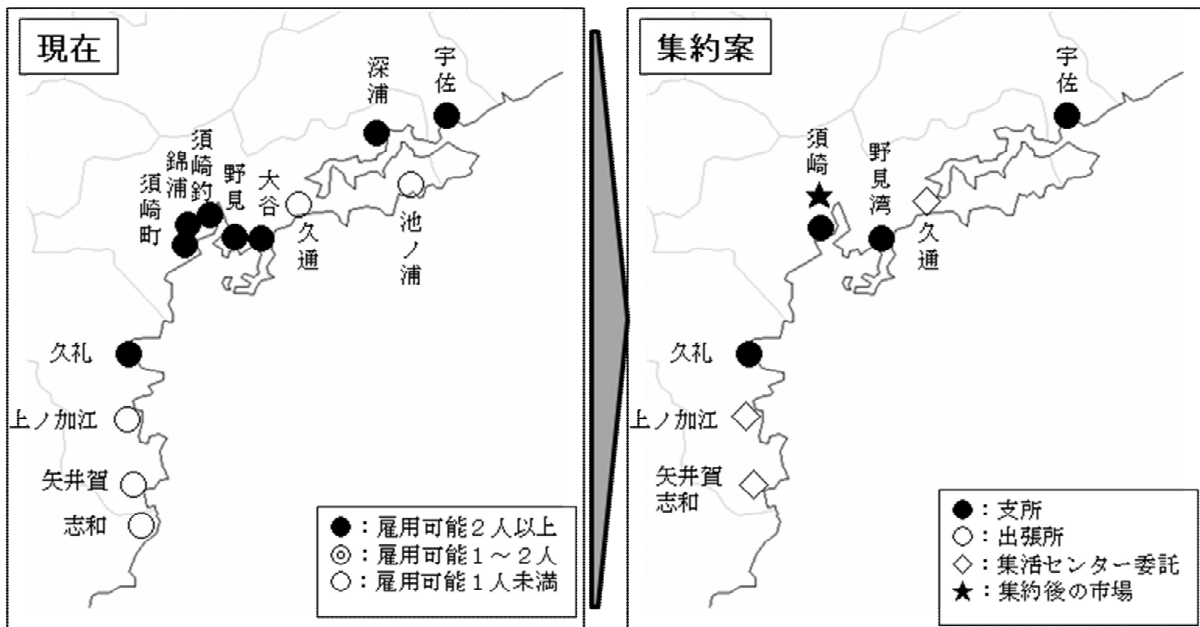 現在
宇佐
深浦
須崎釣
錦浦
須崎町
野見
大谷
久通
池ノ浦
久礼
上ノ加江
矢井賀
志和
●：雇用可能２人以上
◎：雇用可能１～２人
○：雇用可能１人未満
集約案
宇佐
須崎
野見湾
久通
久礼
上ノ加江
矢井賀
志和
●：支所
○：出張所
◇：集活センター委託
★：集約後の市場